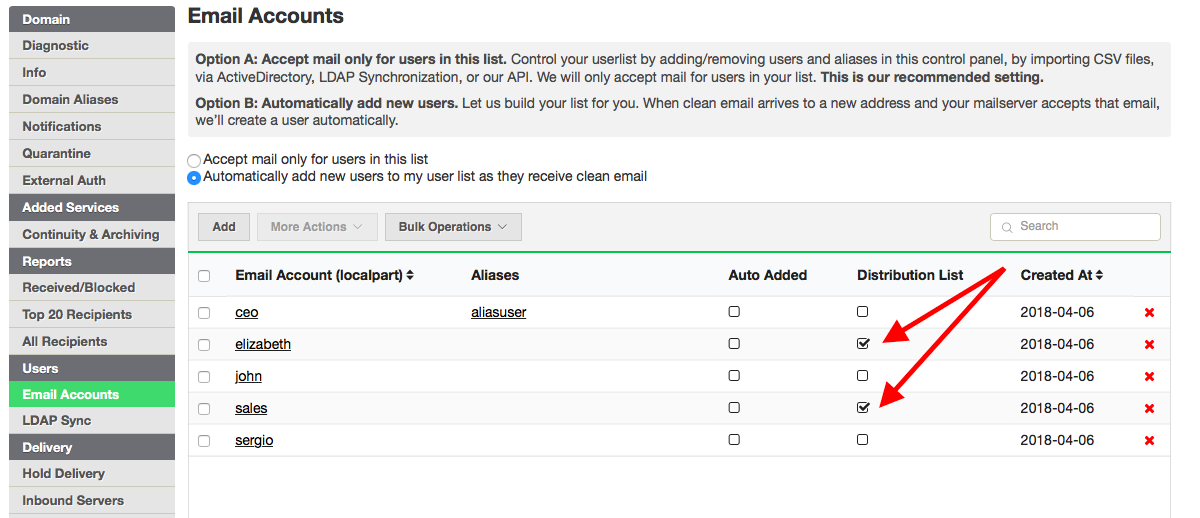 Domain
Diagnostic
Info
Domain Aliases
Notifications
Quarantine
External Auth
Added Services
Continuity & Archiving
Reports
Received/Blocked
Top 20 Recipients
All Recipients
Users
Email Accounts
LDAP Sync
Delivery
Hold Delivery
Inbound Servers
Email Accounts
Option A: Accept mail only for users in this list. Control your userlist by adding/removing users and aliases in this control panel, by importing CSV files,
via ActiveDirectory, LDAP Synchronization, or our API. We will only accept mail for users in your list. This is our recommended setting.
Option B: Automatically add new users. Let us build your list for you. When clean email arrives to a new address and your mailserver accepts that email,
we'll create a user automatically.
Accept mail only for users in this list
Automatically add new users to my user list as they receive clean email
Add More Actions Bulk Operations Search
Email Account (localpart) Aliases Auto Added Distribution List Created At
ceo aliasuser 2018-04-06
elizabeth 2018-04-06
john 2018-04-06
sales 2018-04-06
sergio 2018-04-06